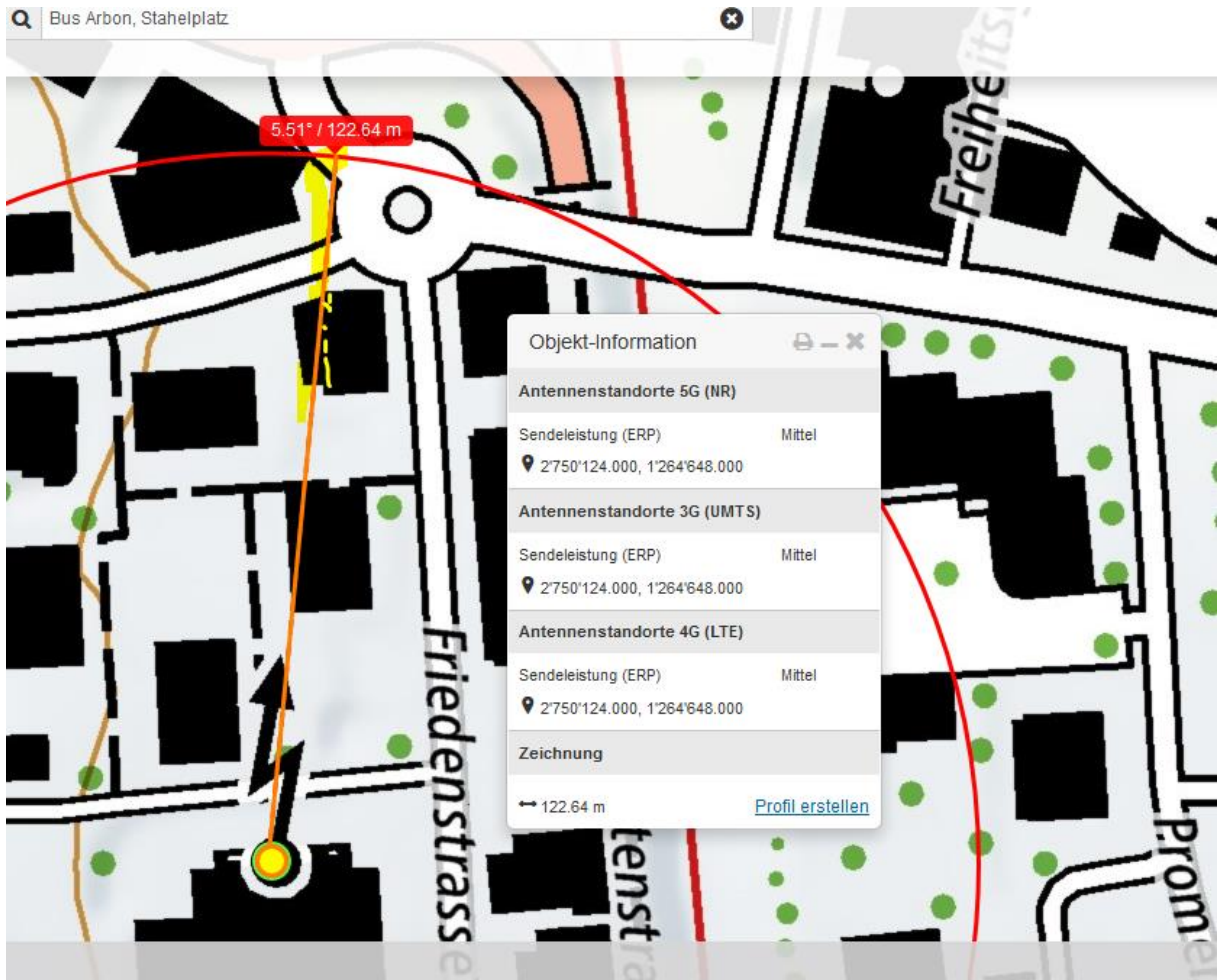 Bus Arbon, Stahelplatz
5.51° / 122.64 m
Freiheits
Objekt-Information
Antennenstandorte 5G (NR)
Sendeleistung (ERP) Mittel
2'750'124.000, 1'264'648.000
Antennenstandorte 3G (UMTS)
Sendeleistung (ERP) Mittel
2'750'124.000, 1'264'648.000
Antennenstandorte 4G (LTE)
Sendeleistung (ERP) Mittel
2'750'124.000, 1'264'648.000
Zeichnung
122.64 m Profil erstellen
Friedenstrasse
tenstra
Prome